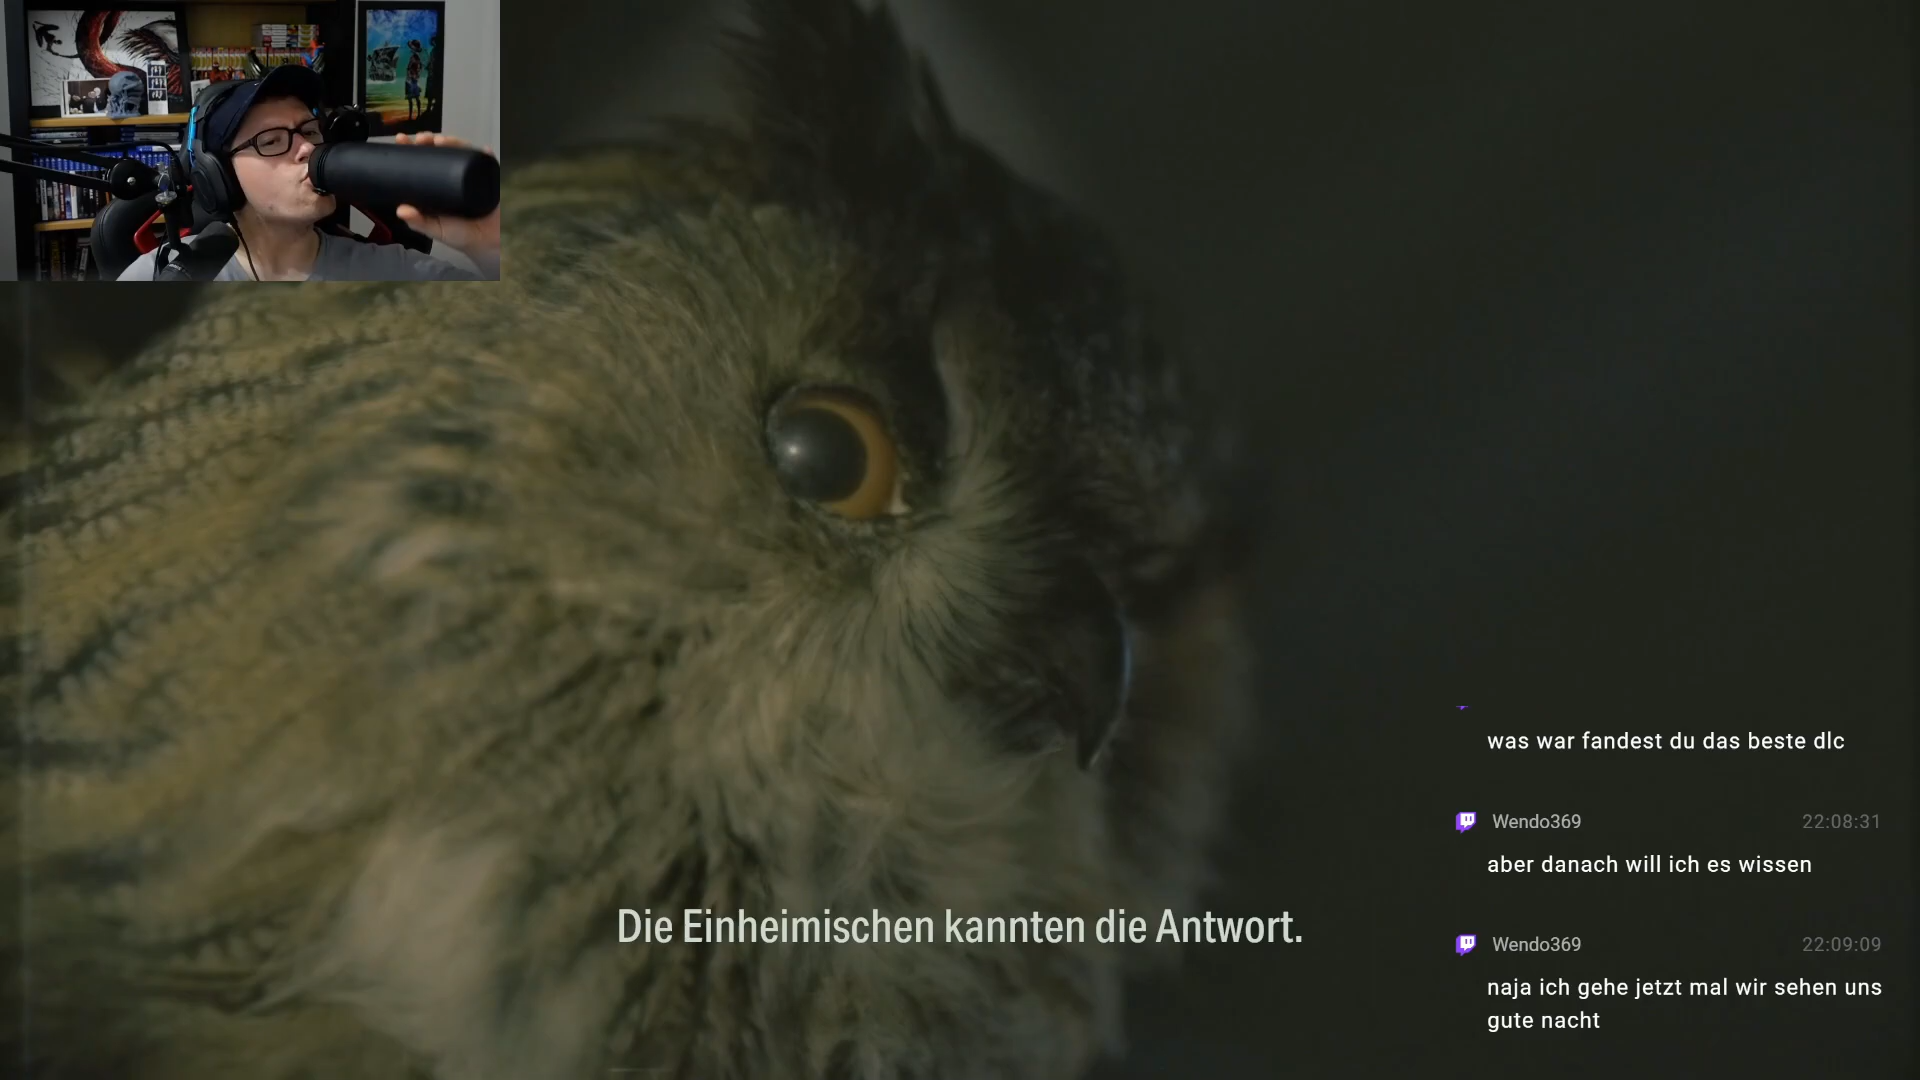 was war fandest du das beste dlc
Wendo369 22:08:31
aber danach will ich es wissen
Wendo369 22:09:09
naja ich gehe jetzt mal wir sehen uns
gute nacht
Die Einheimischen kannten die Antwort.